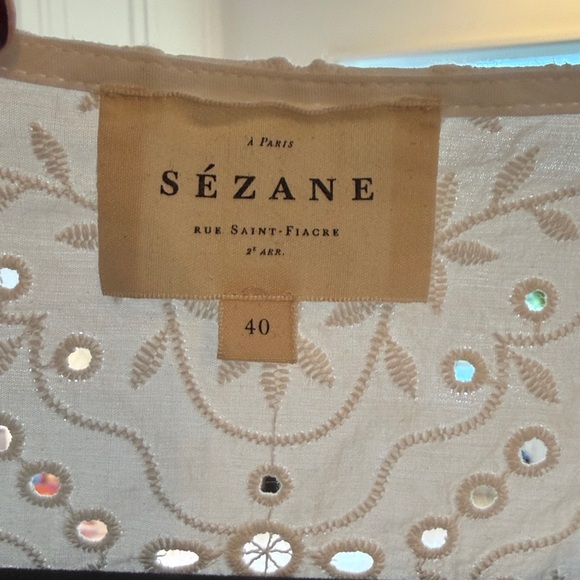 À PARIS
SÉZANE
RUE SAINT-FIACRE
2E ARR.
40